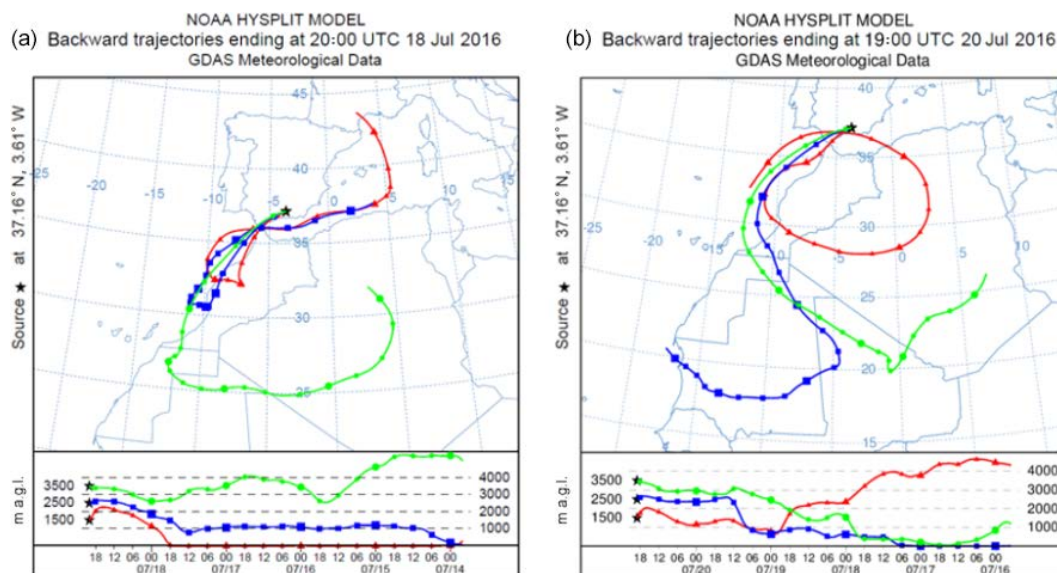 (a)
NOAA HYSPLIT MODEL
Backward trajectories ending at 20:00 UTC 18 Jul 2016
GDAS Meteorological Data
Source ★ at 37.16° N, 3.61° W
45
40
35
30
25
-25
-20
-15
-10
-5
0
5
10
m a.g.l.
3500
2500
1500
4000
3000
2000
1000
18 12 06 00 18 12 06 00 18 12 06 00 18 12 06 00 18 12 06 00
07/18 07/17 07/16 07/15 07/14
(b)
NOAA HYSPLIT MODEL
Backward trajectories ending at 19:00 UTC 20 Jul 2016
GDAS Meteorological Data
Source ★ at 37.16° N, 3.61° W
40
35
30
25
20
15
-25
-20
-15
-10
-5
0
5
10
m a.g.l.
3500
2500
1500
4000
3000
2000
1000
18 12 06 00 18 12 06 00 18 12 06 00 18 12 06 00 18 12 06 00
07/20 07/19 07/18 07/17 07/16